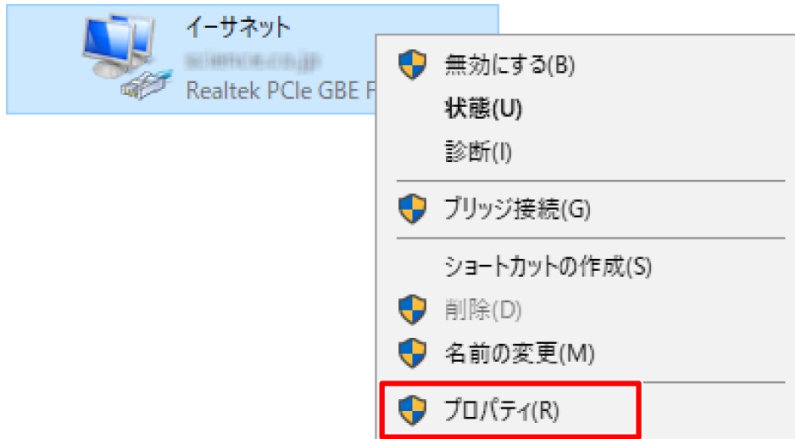 イーサネット
Realtek PCIe GBE F
無効にする(B)
状態(U)
診断(I)
ブリッジ接続(G)
ショートカットの作成(S)
削除(D)
名前の変更(M)
プロパティ(R)